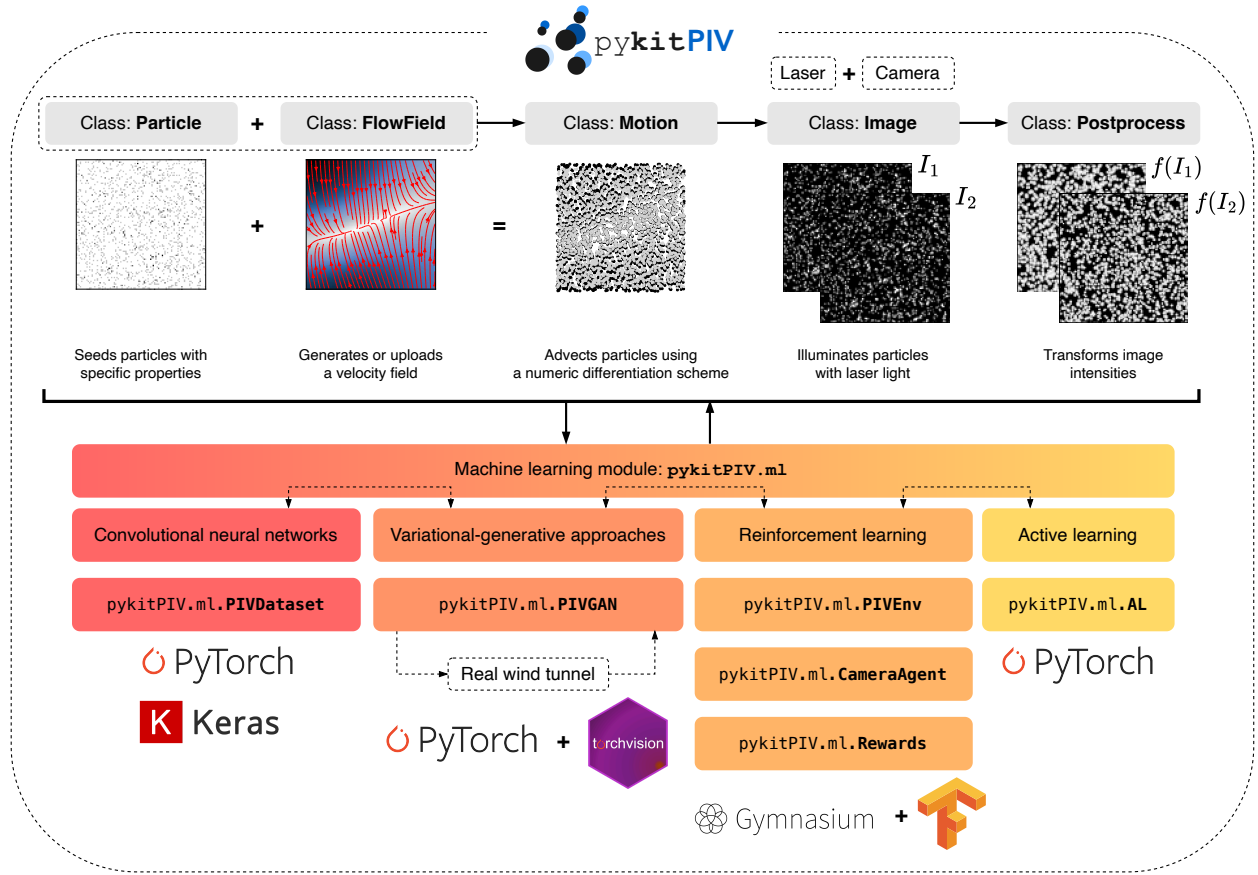 pykitPIV
Laser + Camera
Class: Particle + Class: FlowField
Class: Motion
Class: Image
Class: Postprocess
+
=
I1
I2
f(I1)
f(I2)
Seeds particles with
specific properties
Generates or uploads
a velocity field
Advects particles using
a numeric differentiation scheme
Illuminates particles
with laser light
Transforms image
intensities
Machine learning module: pykitPIV.ml
Convolutional neural networks
Variational-generative approaches
Reinforcement learning
Active learning
pykitPIV.ml.PIVDataset
pykitPIV.ml.PIVGAN
pykitPIV.ml.PIVEnv
pykitPIV.ml.AL
PyTorch
K Keras
Real wind tunnel
PyTorch + torchvision
pykitPIV.ml.CameraAgent
pykitPIV.ml.Rewards
Gymnasium +
PyTorch